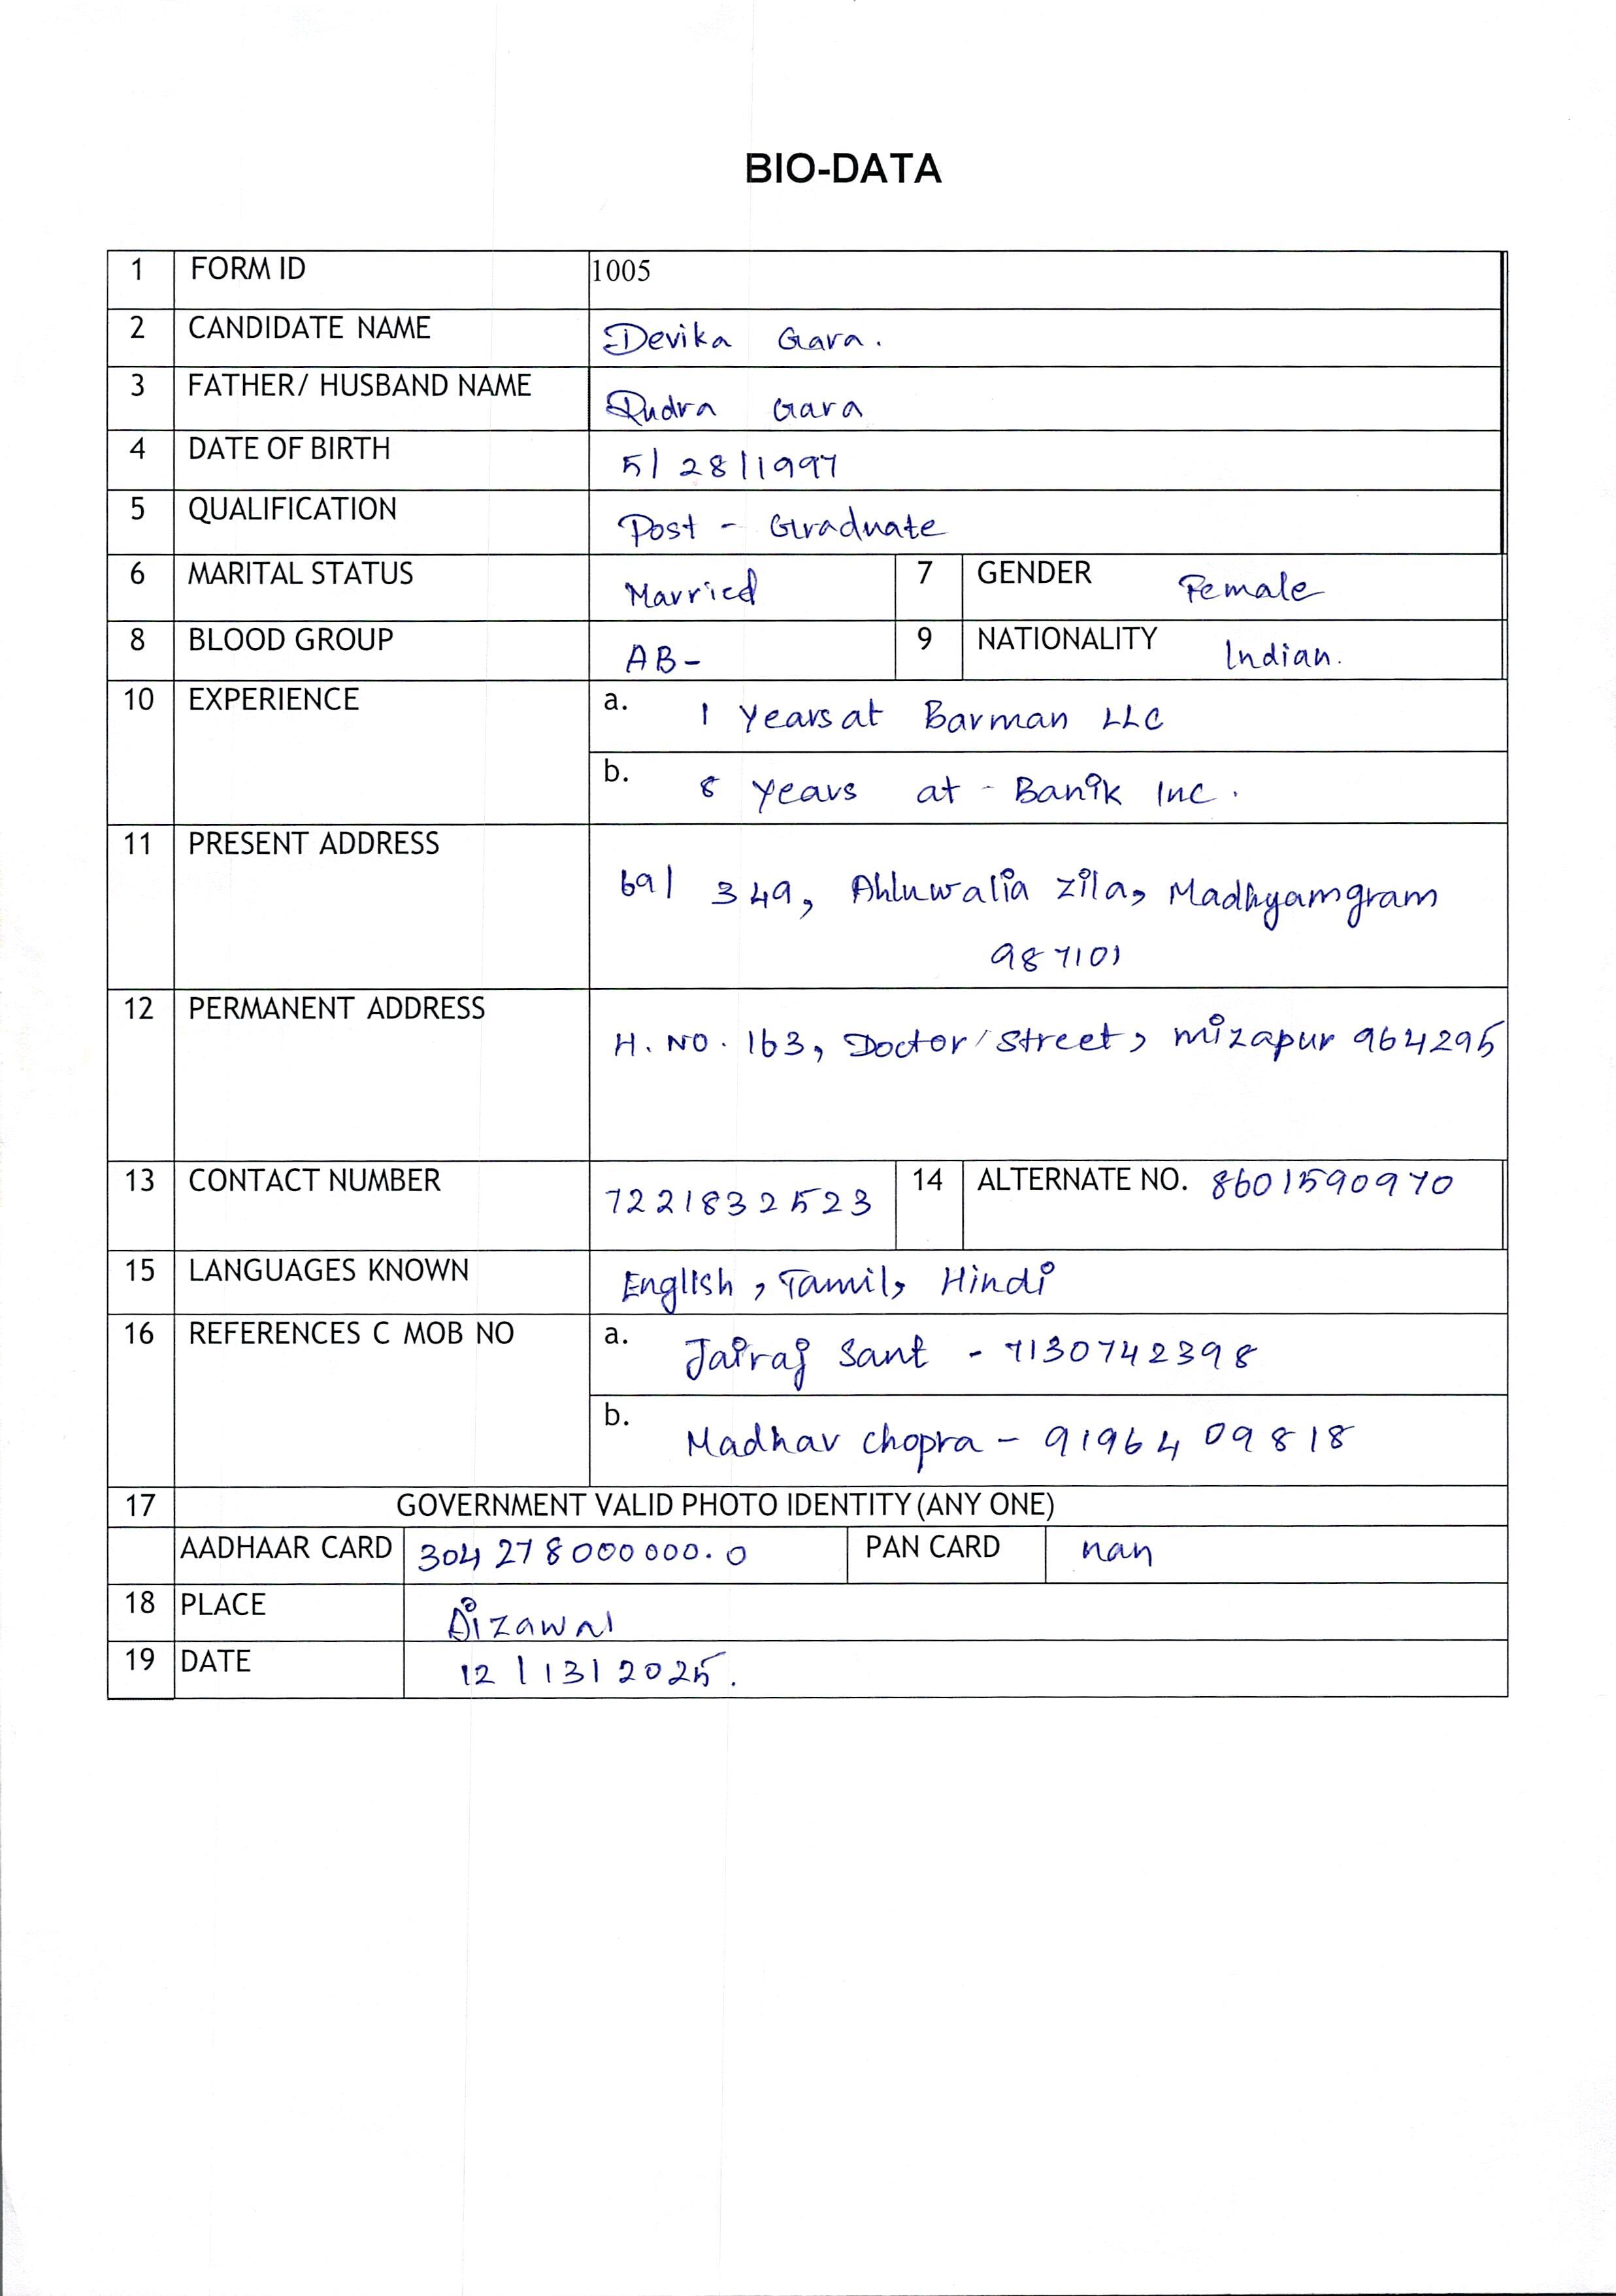 BIO-DATA
1 FORM ID 1005
2 CANDIDATE NAME Devika Gara.
3 FATHER/ HUSBAND NAME Rudra Gara
4 DATE OF BIRTH 5/28/1997
5 QUALIFICATION Post - Graduate
6 MARITAL STATUS Married 7 GENDER Female
8 BLOOD GROUP AB- 9 NATIONALITY Indian.
10 EXPERIENCE a. 1 Years at Barman LLC
b. 8 Years at - Banik Inc.
11 PRESENT ADDRESS
69/ 349, Ahluwalia Zila, Madhyamgram
987101
12 PERMANENT ADDRESS
H. NO. 163, Doctor Street, Mizapur 964295
13 CONTACT NUMBER 7221832523 14 ALTERNATE NO. 8601590970
15 LANGUAGES KNOWN English, Tamil, Hindi
16 REFERENCES C MOB NO a. Jairaj Sant - 7130742398
b. Madhav Chopra - 9196409818
17 GOVERNMENT VALID PHOTO IDENTITY (ANY ONE)
AADHAAR CARD 304278000000.0 PAN CARD nan
18 PLACE Aizawal
19 DATE 12/13/2025.